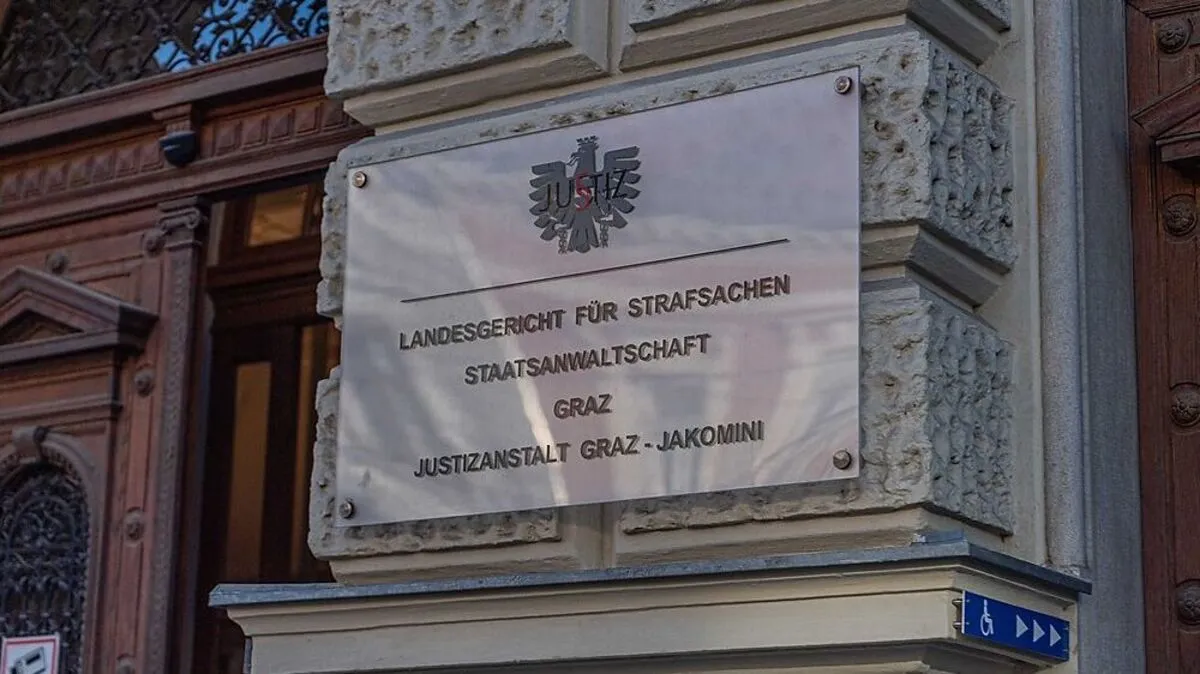 JUSTIZ
LANDESGERICHT FÜR STRAFSACHEN
STAATSANWALTSCHAFT
GRAZ
JUSTIZANSTALT GRAZ - JAKOMINI